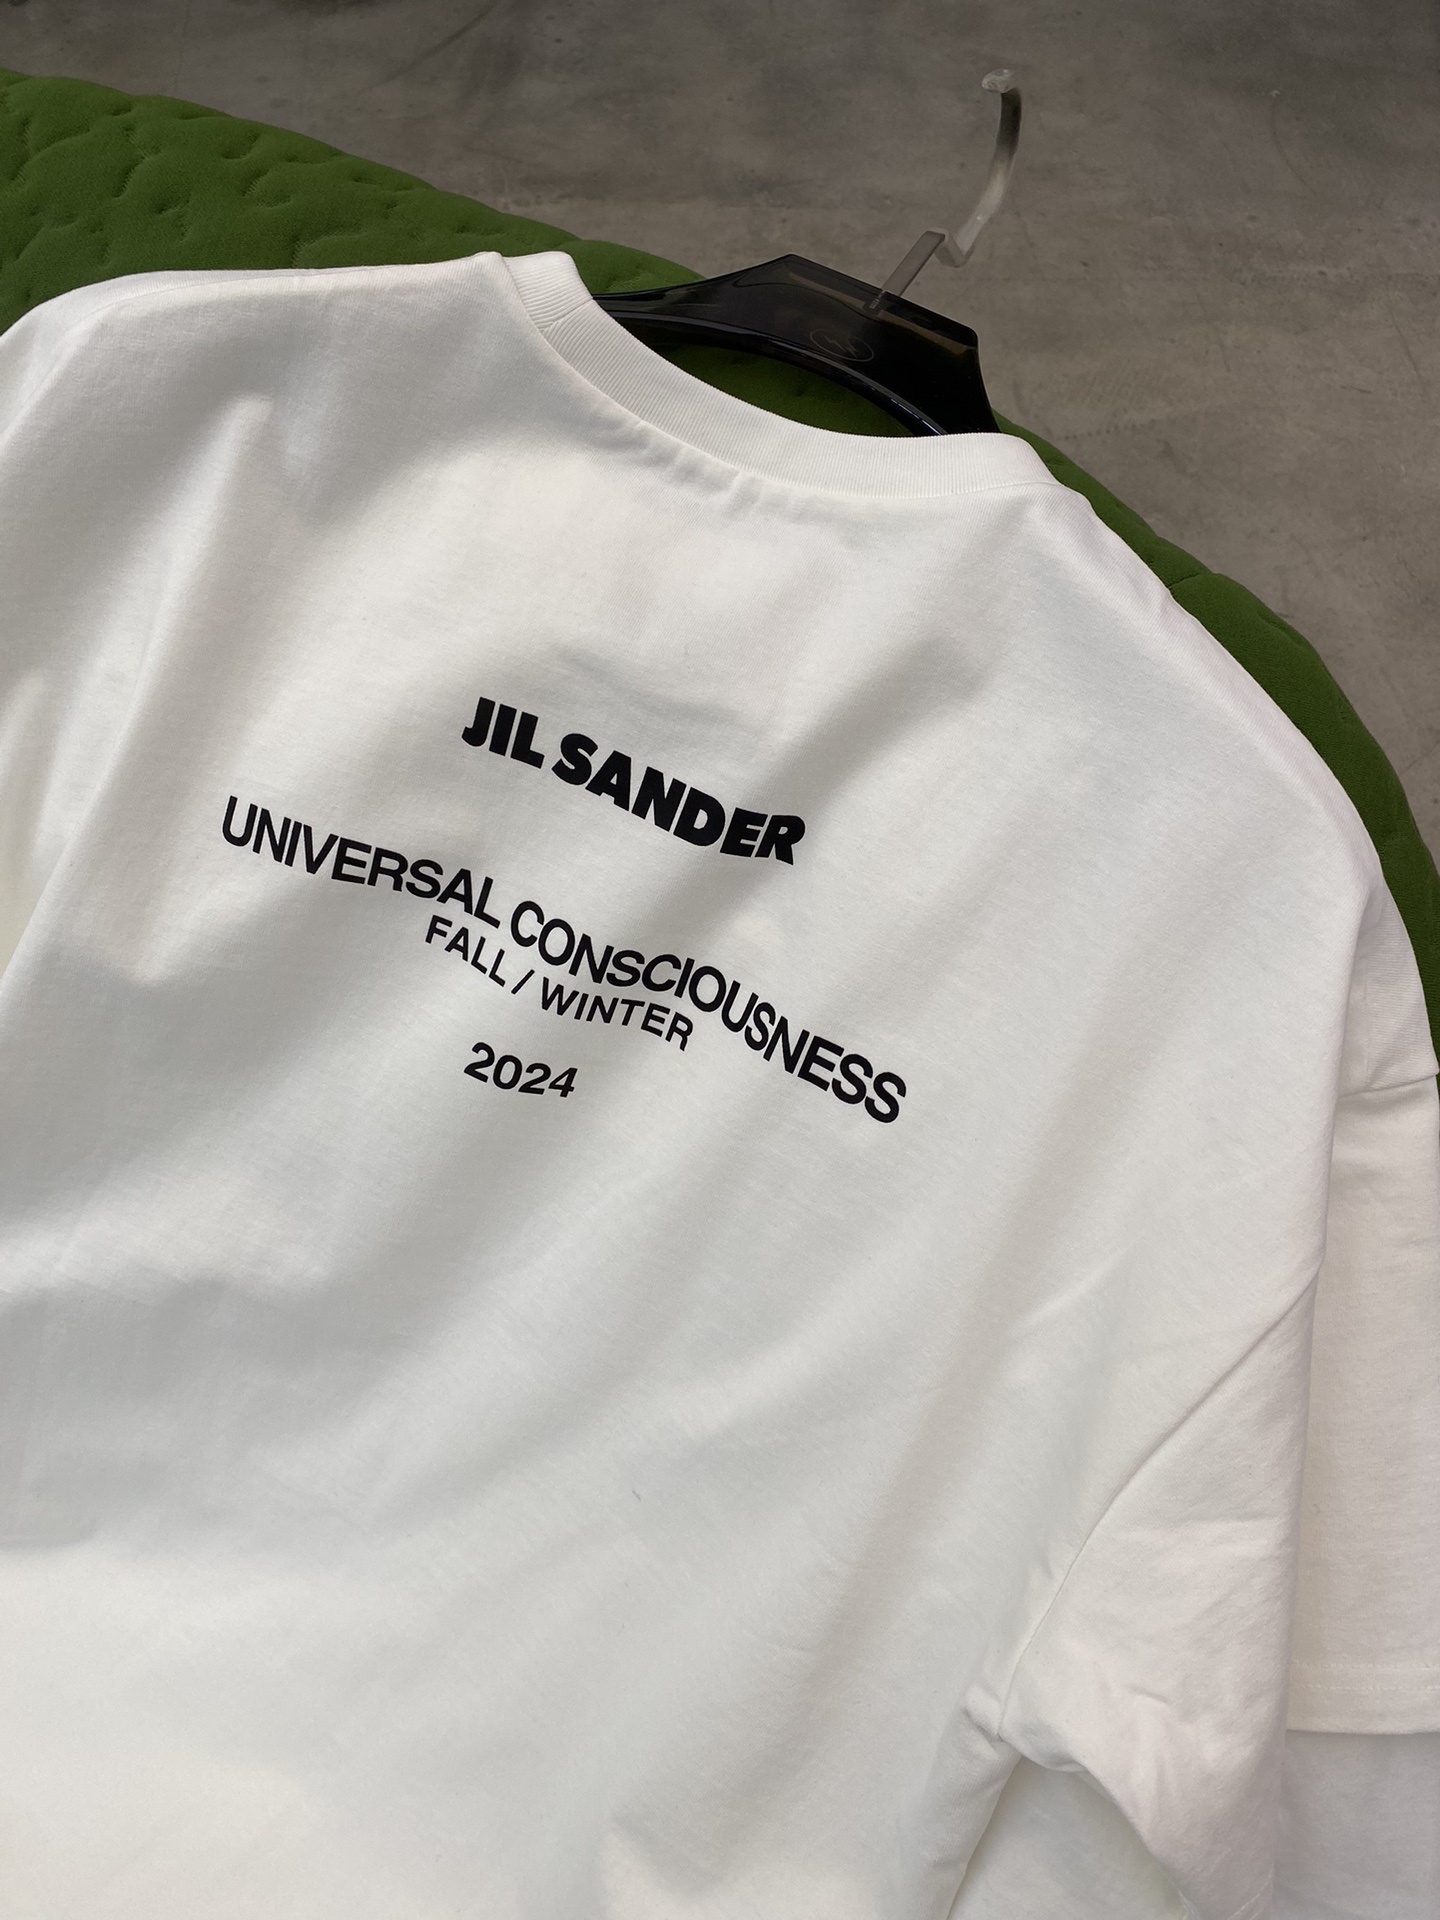 JIL SANDER
UNIVERSAL CONSCIOUSNESS
FALL / WINTER
2024